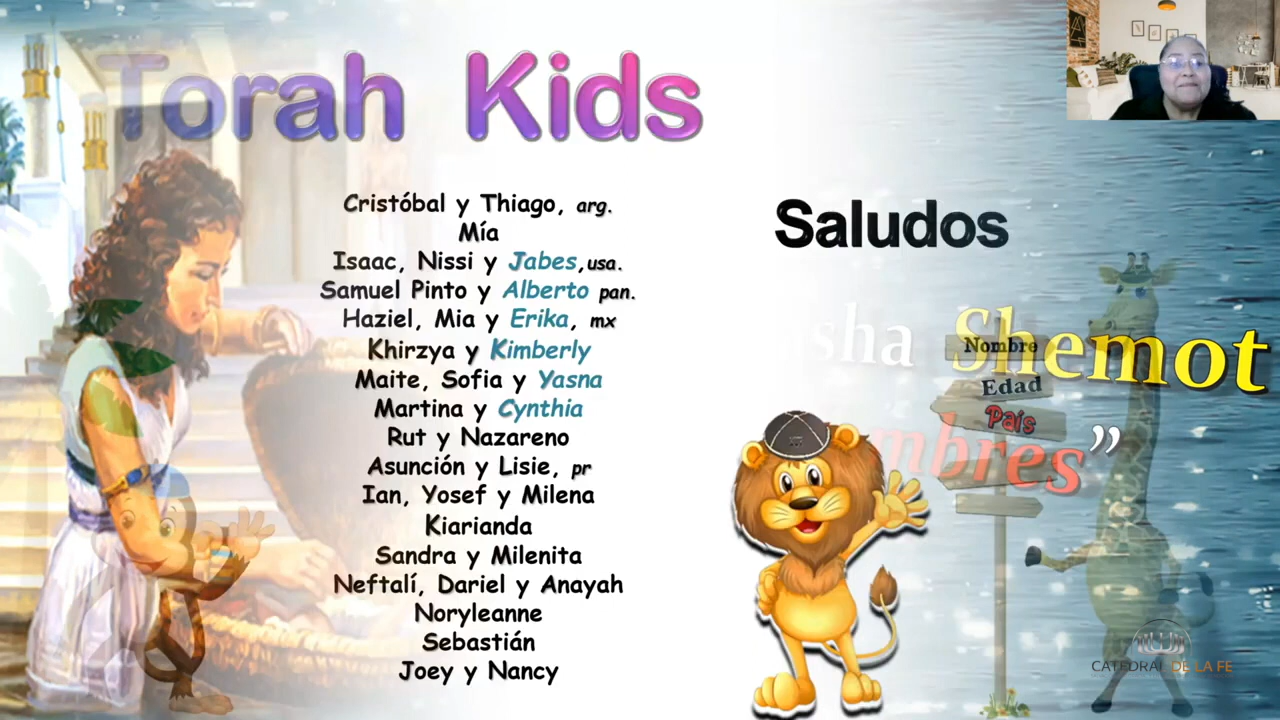 Torah Kids
Cristóbal y Thiago, arg.
Mía
Isaac, Nissi y Jabes,usa.
Samuel Pinto y Alberto pan.
Haziel, Mia y Erika, mx
Khirzya y Kimberly
Maite, Sofia y Yasna
Martina y Cynthia
Rut y Nazareno
Asunción y Lisie, pr
Ian, Yosef y Milena
Kiarianda
Sandra y Milenita
Neftalí, Dariel y Anayah
Noryleanne
Sebastián
Joey y Nancy
Saludos
Shemot
Nombre
Edad
País
CATEDRAL DE LA FE